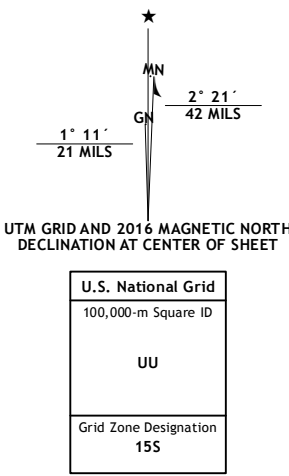 ★
MN
2° 21´
42 MILS
GN
1° 11´
21 MILS
UTM GRID AND 2016 MAGNETIC NORTH
DECLINATION AT CENTER OF SHEET
U.S. National Grid
100,000-m Square ID
UU
Grid Zone Designation
15S